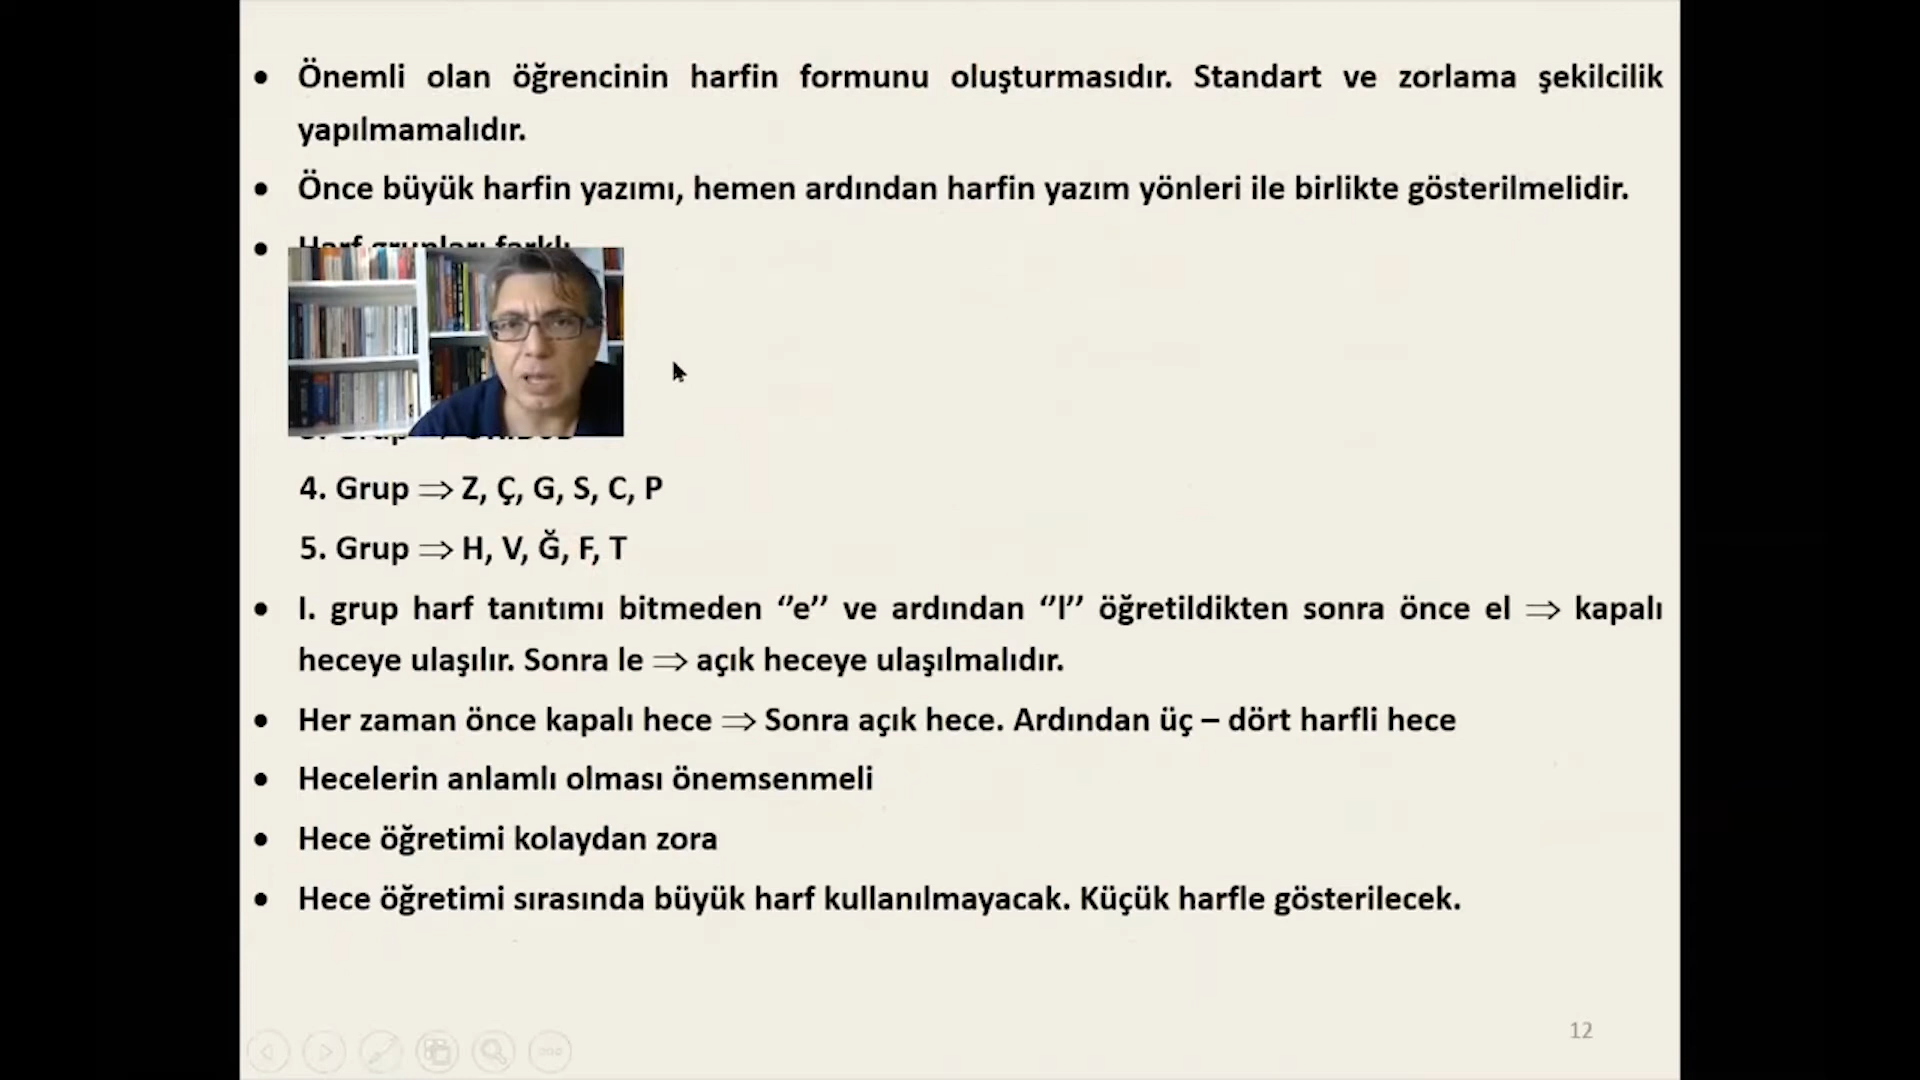 • Önemli olan öğrencinin harfin formunu oluşturmasıdır. Standart ve zorlama şekilcilik
yapılmamalıdır.
• Önce büyük harfin yazımı, hemen ardından harfin yazım yönleri ile birlikte gösterilmelidir.
• Harf grupları farklı
4. Grup ⇒ Z, Ç, G, S, C, P
5. Grup ⇒ H, V, Ğ, F, T
• I. grup harf tanıtımı bitmeden ‘’e’’ ve ardından ‘’l’’ öğretildikten sonra önce el ⇒ kapalı
heceye ulaşılır. Sonra le ⇒ açık heceye ulaşılmalıdır.
• Her zaman önce kapalı hece ⇒ Sonra açık hece. Ardından üç – dört harfli hece
• Hecelerin anlamlı olması önemsenmeli
• Hece öğretimi kolaydan zora
• Hece öğretimi sırasında büyük harf kullanılmayacak. Küçük harfle gösterilecek.
12